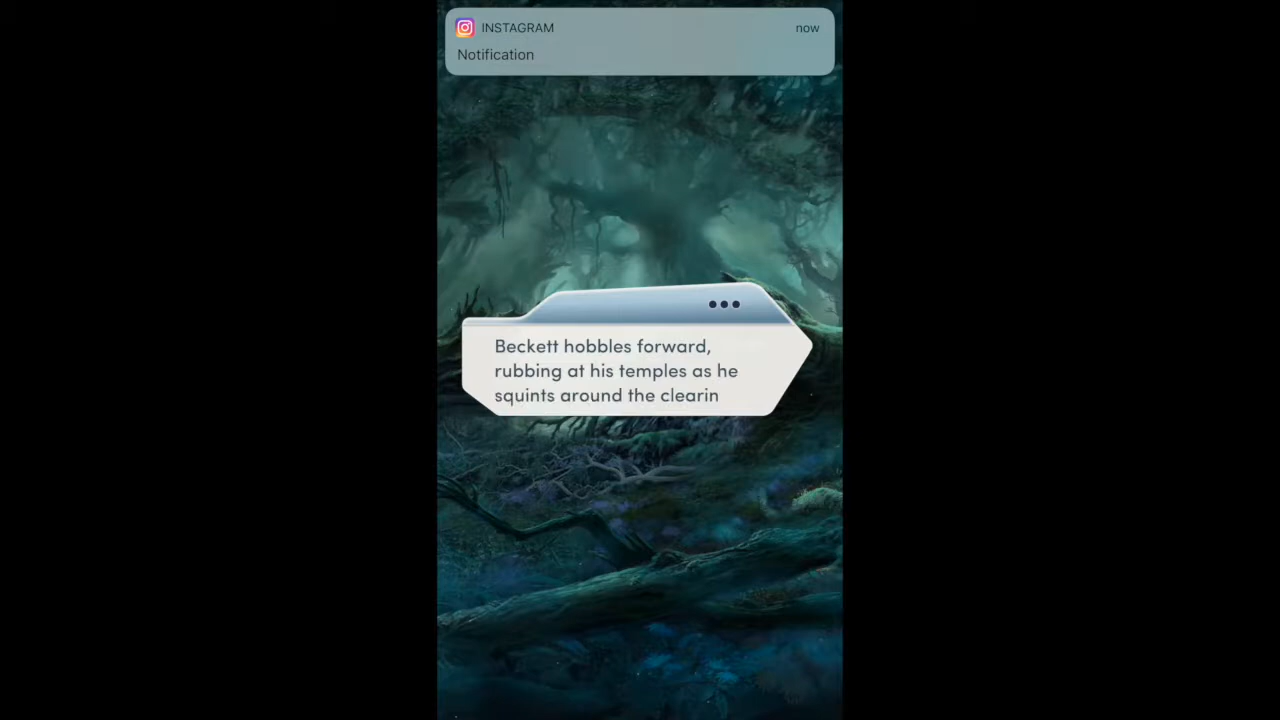 INSTAGRAM now
Notification
Beckett hobbles forward,
rubbing at his temples as he
squints around the clearin